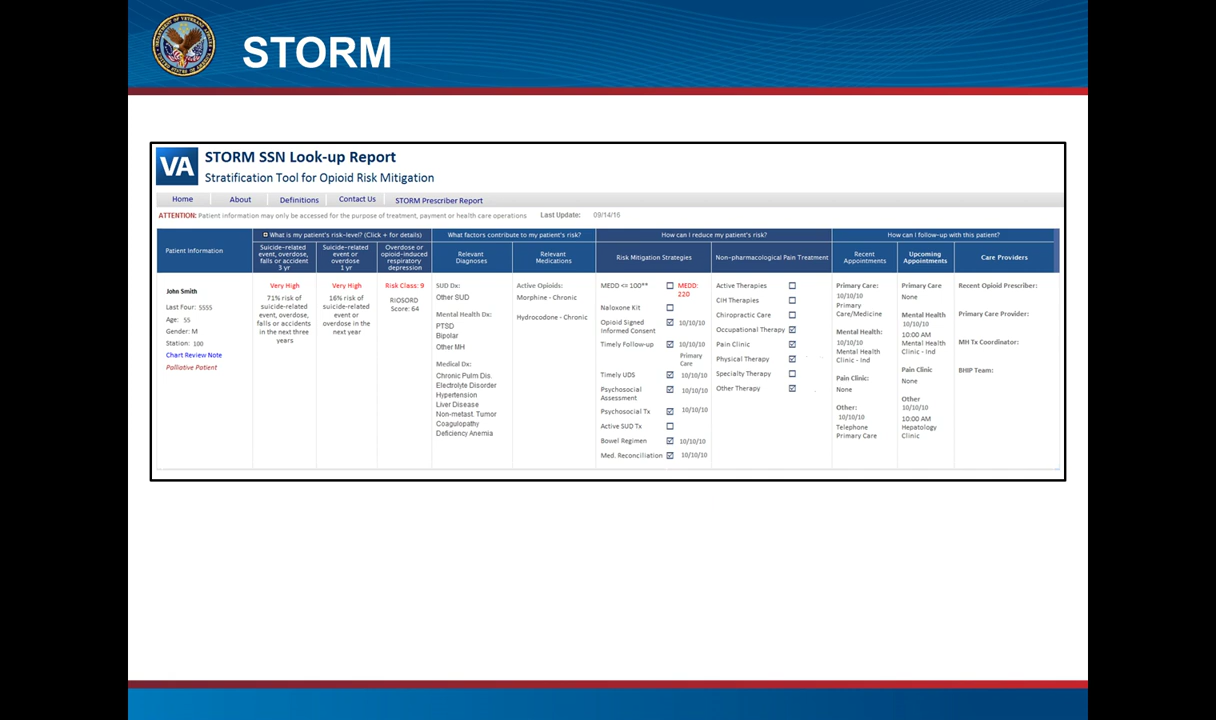 STORM
VA
STORM SSN Look-up Report
Stratification Tool for Opioid Risk Mitigation
Home
About
Definitions
Contact Us
STORM Prescriber Report
ATTENTION: Patient information may only be accessed for the purpose of treatment, payment or health care operations
Last Update: 09/14/16
Patient Information
What is my patient's risk-level? (Click + for details)
What factors contribute to my patient's risk?
How can I reduce my patient's risk?
How can I follow-up with this patient?
Suicide-related
event, overdose,
falls or accident
3 yr
Suicide-related
event or
overdose
1 yr
Overdose or
opioid-induced
respiratory
depression
Relevant
Diagnoses
Relevant
Medications
Risk Mitigation Strategies
Non-pharmacological Pain Treatment
Recent
Appointments
Upcoming
Appointments
Care Providers
John Smith
Last Four: 5555
Age: 55
Gender: M
Station: 100
Chart Review Note
Palliative Patient
Very High
71% risk of
suicide-related
event, overdose,
falls or accidents
in the next three
years
Very High
16% risk of
suicide-related
event or
overdose in the
next year
Risk Class: 9
RIOSORD
Score: 64
SUD Dx:
Other SUD
Mental Health Dx:
PTSD
Bipolar
Other MH
Medical Dx:
Chronic Pulm Dis.
Electrolyte Disorder
Hypertension
Liver Disease
Non-metast. Tumor
Coagulopathy
Deficiency Anemia
Active Opioids:
Morphine - Chronic
Hydrocodone - Chronic
MEDD <= 100** MEDD:
220
Naloxone Kit
Opioid Signed
Informed Consent 10/10/10
Timely Follow-up 10/10/10
Primary
Care
Timely UDS 10/10/10
Psychosocial
Assessment 10/10/10
Psychosocial Tx 10/10/10
Active SUD Tx
Bowel Regimen 10/10/10
Med. Reconciliation 10/10/10
Active Therapies
CIH Therapies
Chiropractic Care
Occupational Therapy
Pain Clinic
Physical Therapy
Specialty Therapy
Other Therapy
Primary Care:
10/10/10
Primary
Care/Medicine
Mental Health:
10/10/10
Mental Health
Clinic - Ind
Pain Clinic:
None
Other:
10/10/10
Telephone
Primary Care
Primary Care
None
Mental Health
10/10/10
10:00 AM
Mental Health
Clinic - Ind
Pain Clinic
None
Other
10/10/10
10:00 AM
Hepatology
Clinic
Recent Opioid Prescriber:
Primary Care Provider:
MH Tx Coordinator:
BHIP Team: